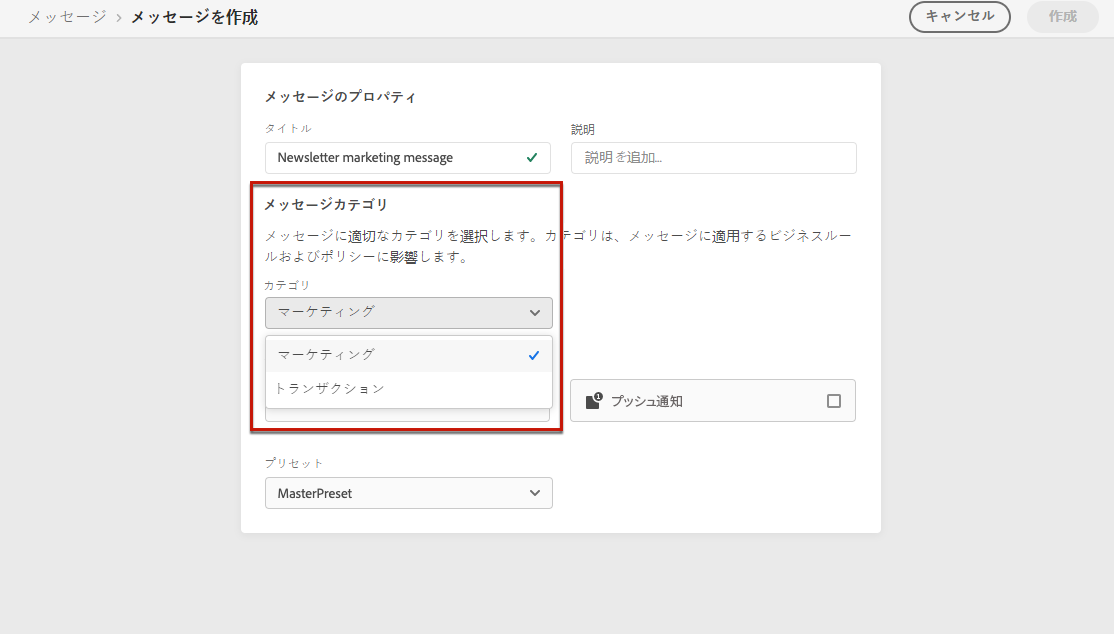 メッセージ > メッセージを作成
キャンセル
作成
メッセージのプロパティ
タイトル
説明
Newsletter marketing message
説明 を追加...
メッセージカテゴリ
メッセージに適切なカテゴリを選択します。カテゴリは、メッセージに適用するビジネスルー
ルおよびポリシーに影響します。
カテゴリ
マーケティング
マーケティング
トランザクション
1
プッシュ通知
プリセット
MasterPreset